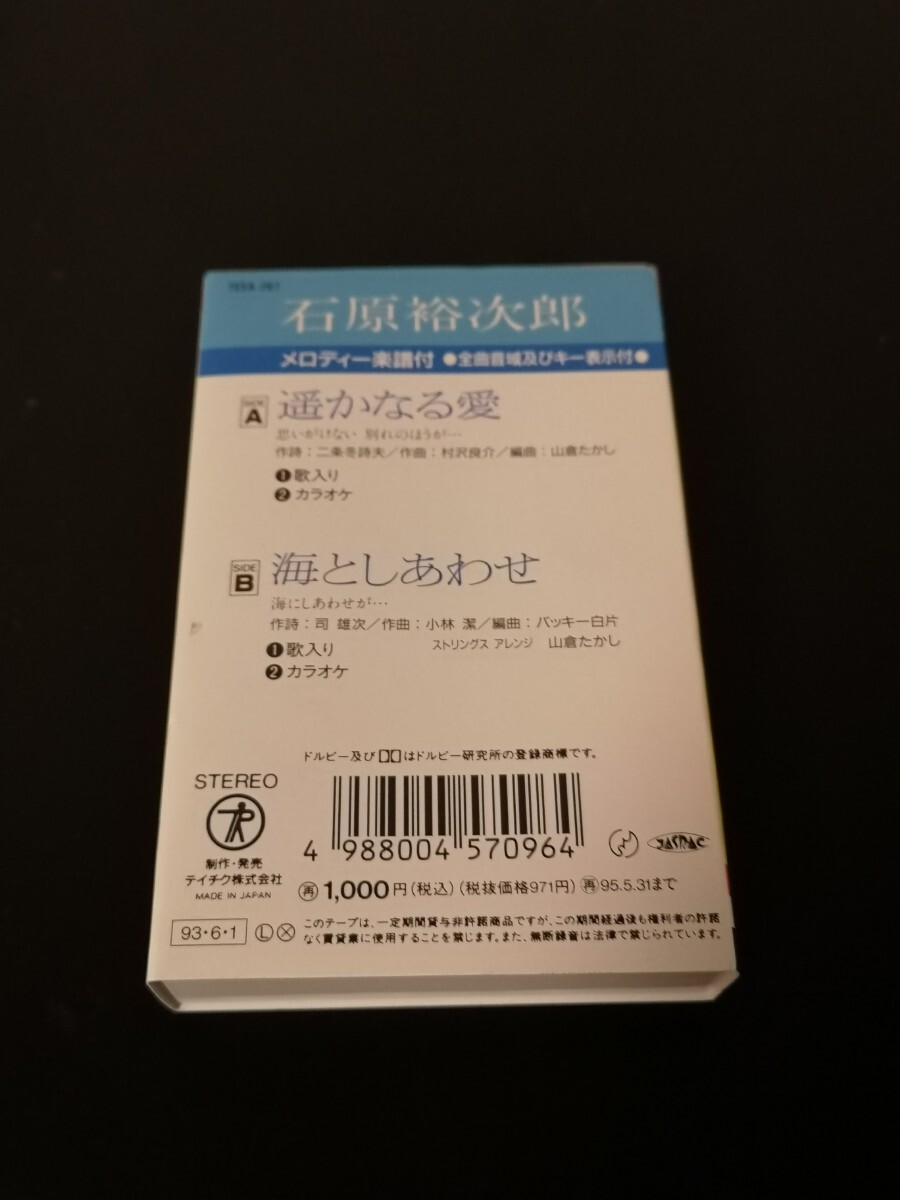 石原裕次郎
メロディー楽譜付 ●全曲音域及びキー表示付●
SIDE A 遥かなる愛
思いがけない 別れのほうが…
作詩：二条冬詩夫／作曲：村沢良介／編曲：山倉たかし
❶歌入り
❷カラオケ
SIDE B 海としあわせ
海にしあわせが…
作詩：司 雄次／作曲：小林 潔／編曲：バッキー白片
ストリングス アレンジ 山倉たかし
❶歌入り
❷カラオケ
ドルビー及びはドルビー研究所の登録商標です。
STEREO
制作・発売
テイチク株式会社
MADE IN JAPAN
4 988004 570964
JASRAC
再 1,000円(税込)(税抜価格971円) 再 95.5.31まで
93・6・1 Ⓛ Ⓧ
このテープは、一定期間貸与非許諾商品ですが、この期間経過後も権利者の許諾
なく賃貸業に使用することを禁じます。また、無断録音は法律で禁じられています。